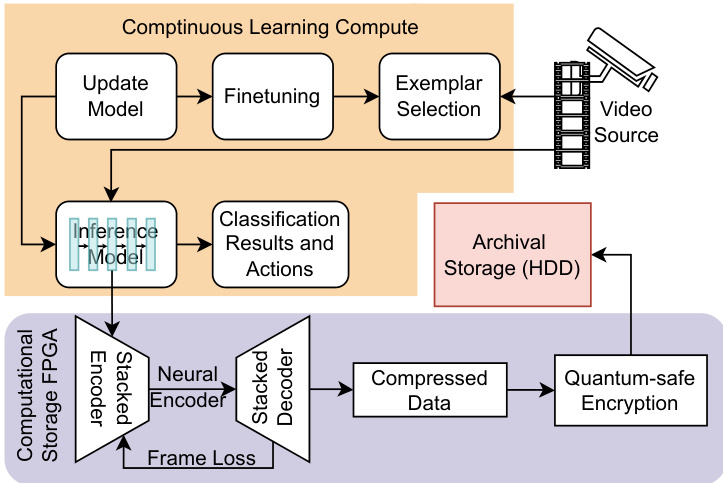 Comptinuous Learning Compute
Update
Model
Finetuning
Exemplar
Selection
Video
Source
Inference
Model
Classification
Results and
Actions
Archival
Storage (HDD)
Computational
Storage FPGA
Stacked
Encoder
Neural
Encoder
Stacked
Decoder
Frame Loss
Compressed
Data
Quantum-safe
Encryption